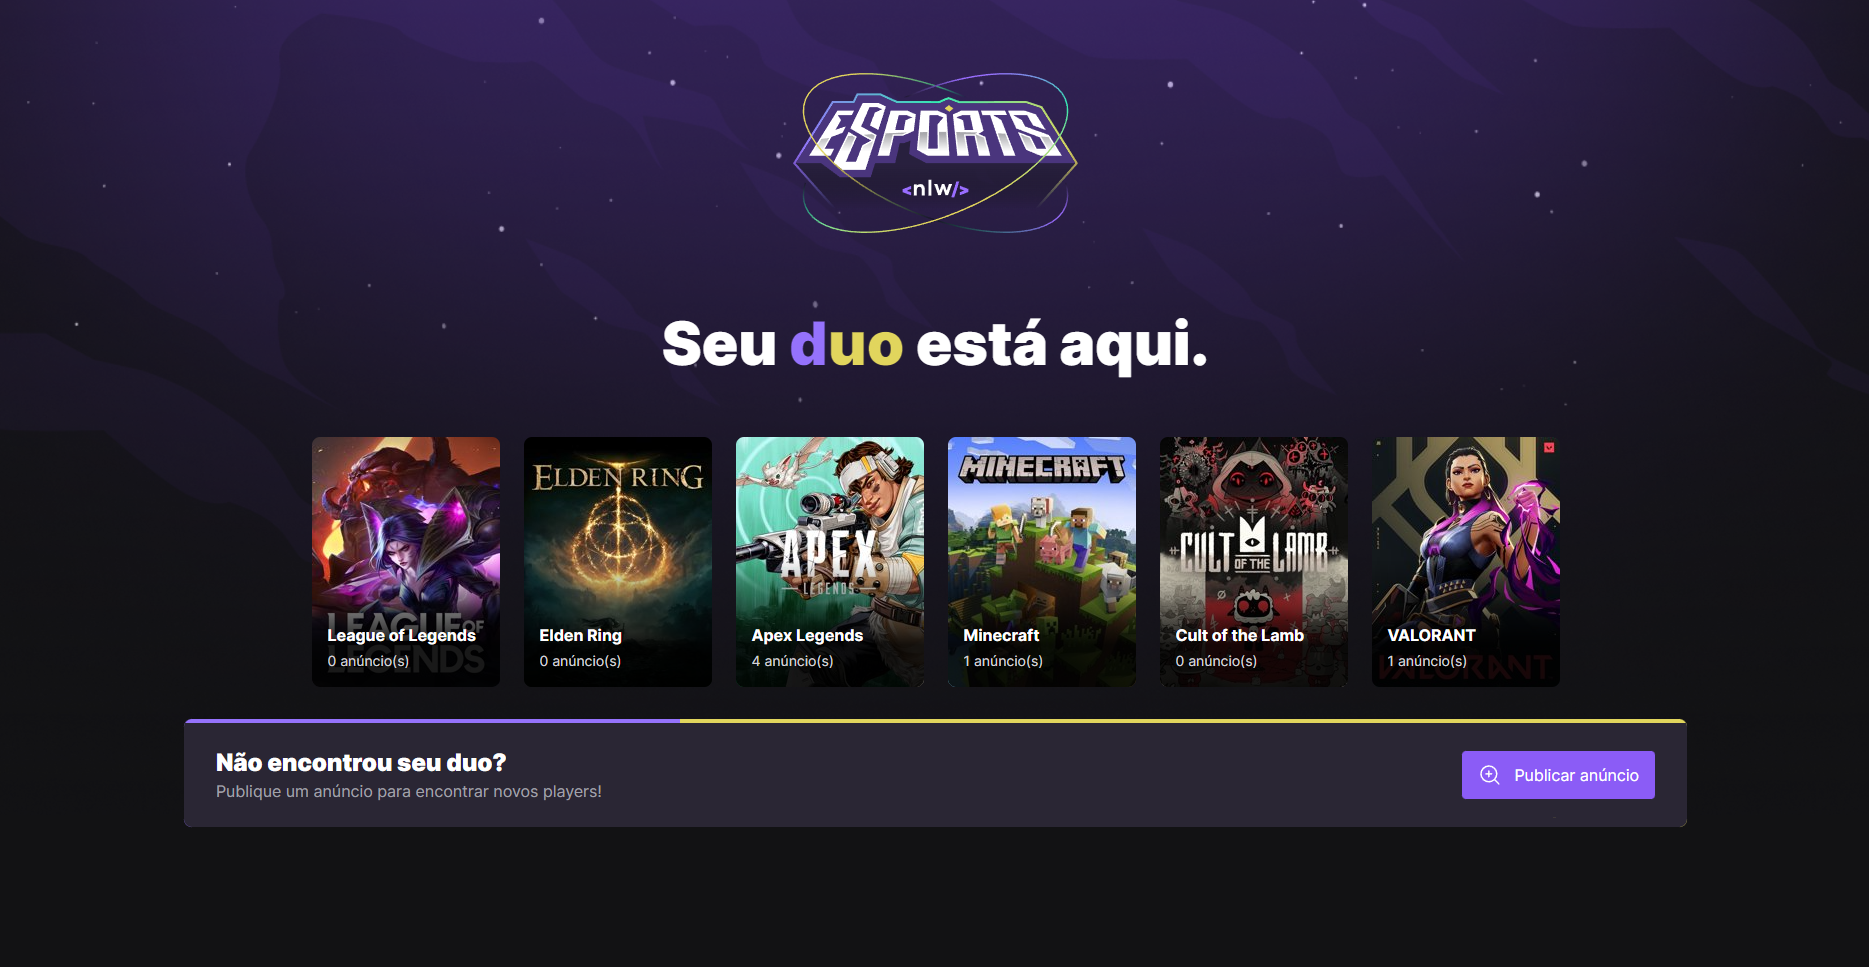 ESPORTS
<nlw/>
Seu duo está aqui.
LEAGUE OF
LEGENDS
League of Legends
0 anúncio(s)
ELDEN RING
Elden Ring
0 anúncio(s)
APEX
LEGENDS
Apex Legends
4 anúncio(s)
MINECRAFT
Minecraft
1 anúncio(s)
CULT OF THE LAMB
Cult of the Lamb
0 anúncio(s)
VALORANT
VALORANT
1 anúncio(s)
Não encontrou seu duo?
Publique um anúncio para encontrar novos players!
Publicar anúncio